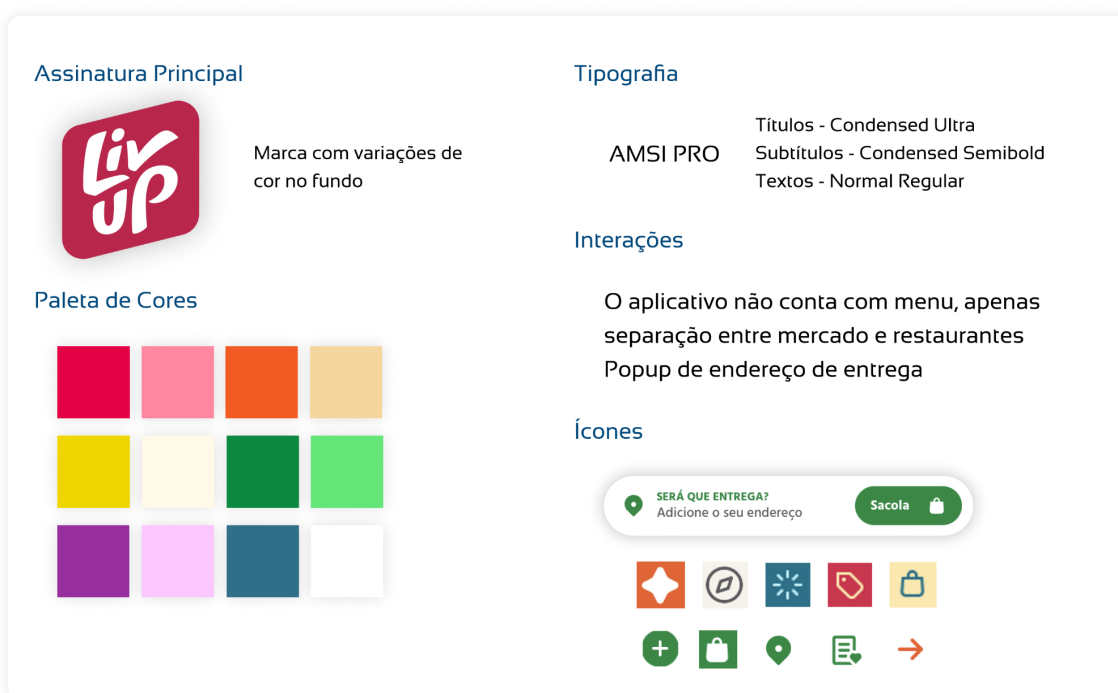 Assinatura Principal
Liv
up
Marca com variações de
cor no fundo
Paleta de Cores
Tipografia
AMSI PRO
Títulos - Condensed Ultra
Subtítulos - Condensed Semibold
Textos - Normal Regular
Interações
O aplicativo não conta com menu, apenas
separação entre mercado e restaurantes
Popup de endereço de entrega
Ícones
SERÁ QUE ENTREGA?
Adicione o seu endereço
Sacola